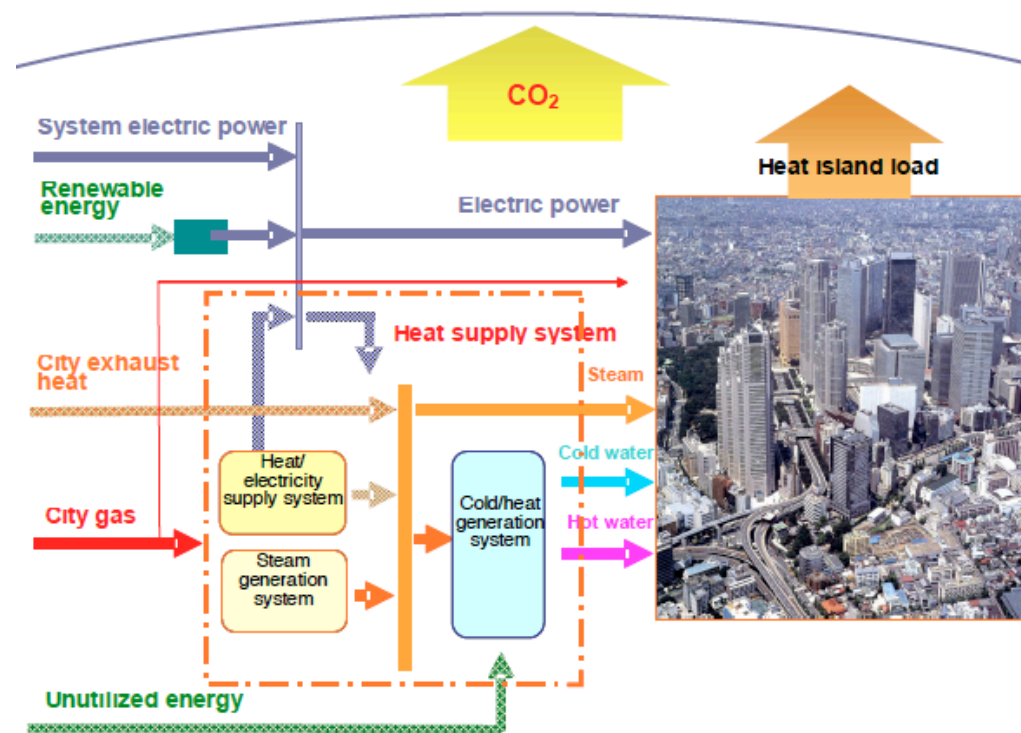 CO₂
System electric power
Heat island load
Renewable
energy
Electric power
Heat supply system
City exhaust
heat
Steam
Heat/
electricity
supply system
Cold water
Cold/heat
generation
system
City gas
Hot water
Steam
generation
system
Unutilized energy